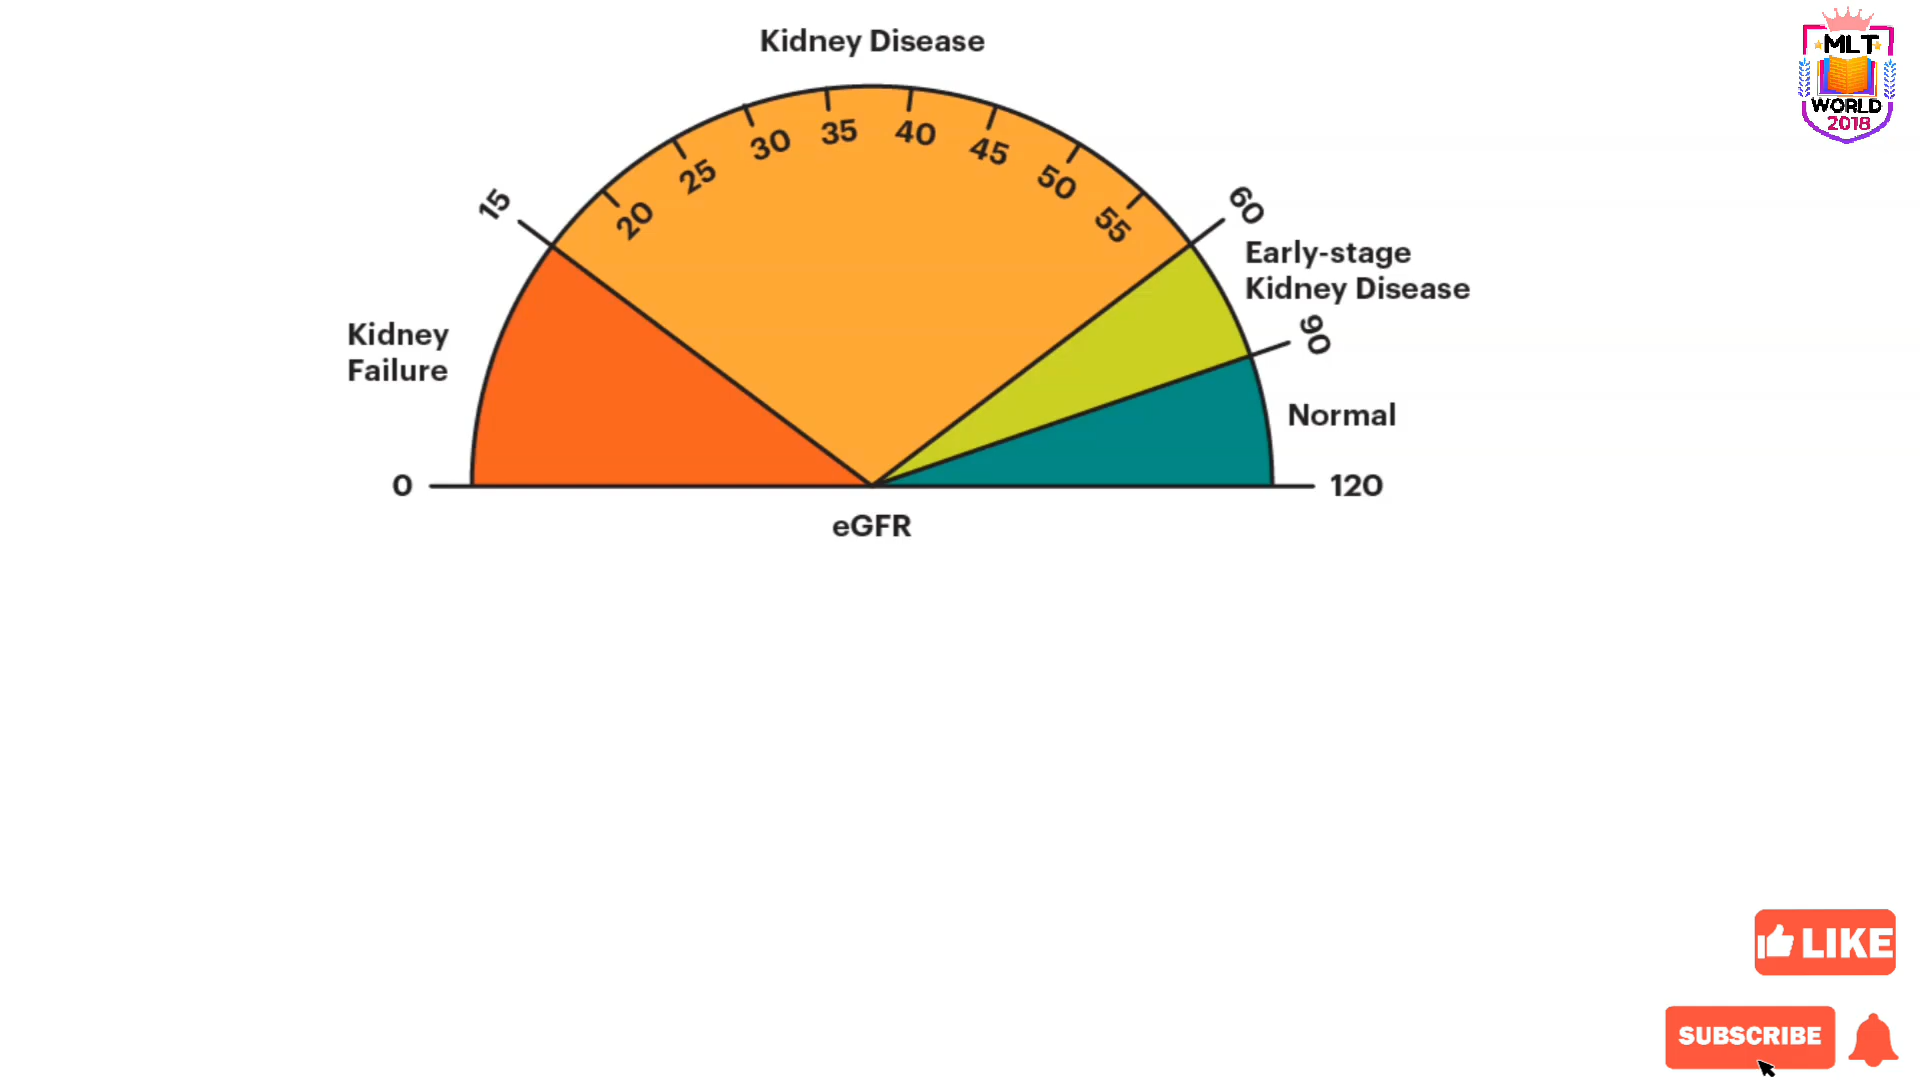 Kidney Disease
15
20
25
30
35
40
45
50
55
60
Early-stage
Kidney Disease
90
Kidney
Failure
Normal
0
120
eGFR
MLT
WORLD
2018
LIKE
SUBSCRIBE